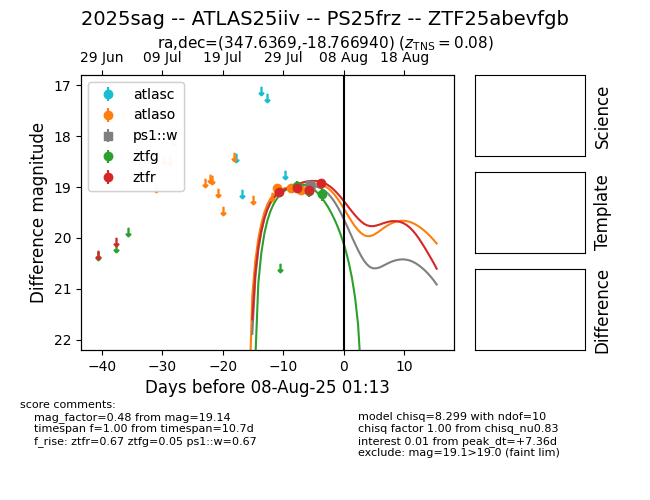 2025sag -- ATLAS25iiv -- PS25frz -- ZTF25abevfgb
ra,dec=(347.6369,-18.766940) (z_TNS = 0.08)
29 Jun 09 Jul 19 Jul 29 Jul 08 Aug 18 Aug
17
18
19
20
21
22
Difference magnitude
atlasc
atlaso
ps1::w
ztfg
ztfr
−40 −30 −20 −10 0 10
Days before 08-Aug-25 01:13
Science
Template
Difference
score comments:
mag_factor=0.48 from mag=19.14
timespan f=1.00 from timespan=10.7d
f_rise: ztfr=0.67 ztfg=0.05 ps1::w=0.67
model chisq=8.299 with ndof=10
chisq factor 1.00 from chisq_nu0.83
interest 0.01 from peak_dt=+7.36d
exclude: mag=19.1>19.0 (faint lim)